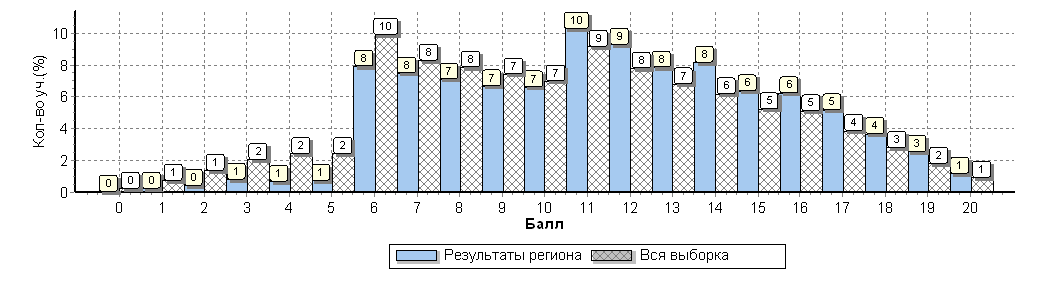 Кол-во уч.(%)
10
8
6
4
2
0
0 0 0 1 0 1 1 2 1 2 1 2 8 10 8 8 7 8 7 7 7 7 10 9 9 8 8 7 8 6 6 5 6 5 5 4 4 3 3 2 1 1
0 1 2 3 4 5 6 7 8 9 10 11 12 13 14 15 16 17 18 19 20
Балл
Результаты региона Вся выборка